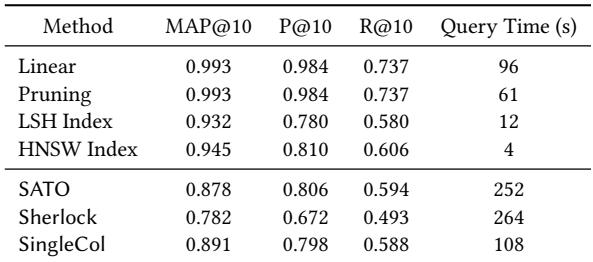 Method MAP@10 P@10 R@10 Query Time (s)
Linear 0.993 0.984 0.737 96
Pruning 0.993 0.984 0.737 61
LSH Index 0.932 0.780 0.580 12
HNSW Index 0.945 0.810 0.606 4
SATO 0.878 0.806 0.594 252
Sherlock 0.782 0.672 0.493 264
SingleCol 0.891 0.798 0.588 108